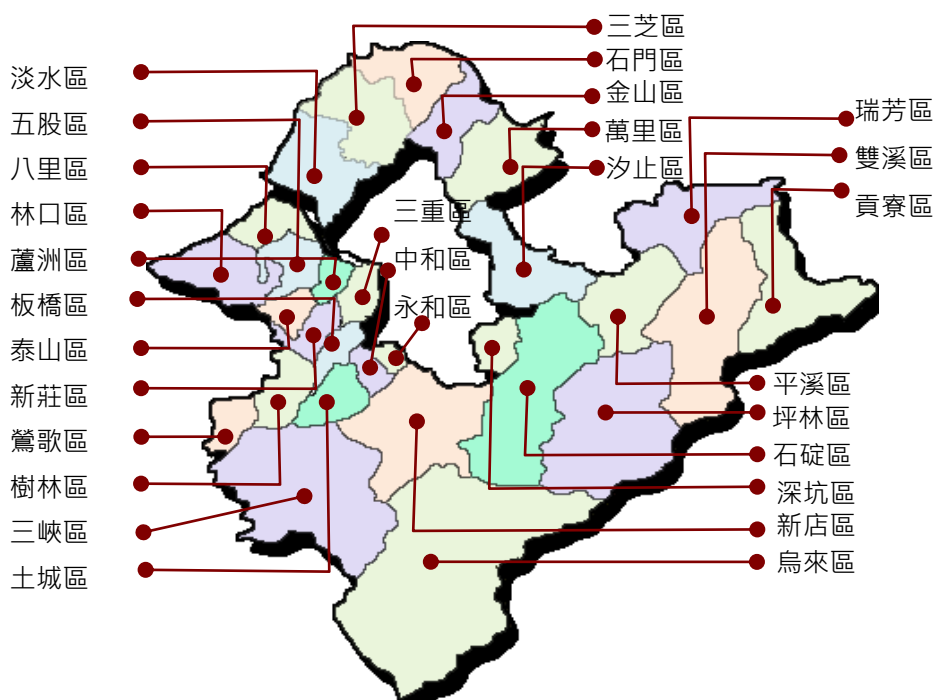 淡水區
五股區
八里區
林口區
蘆洲區
板橋區
泰山區
新莊區
鶯歌區
樹林區
三峽區
土城區
三重區
中和區
永和區
三芝區
石門區
金山區
萬里區
汐止區
瑞芳區
雙溪區
貢寮區
平溪區
坪林區
石碇區
深坑區
新店區
烏來區